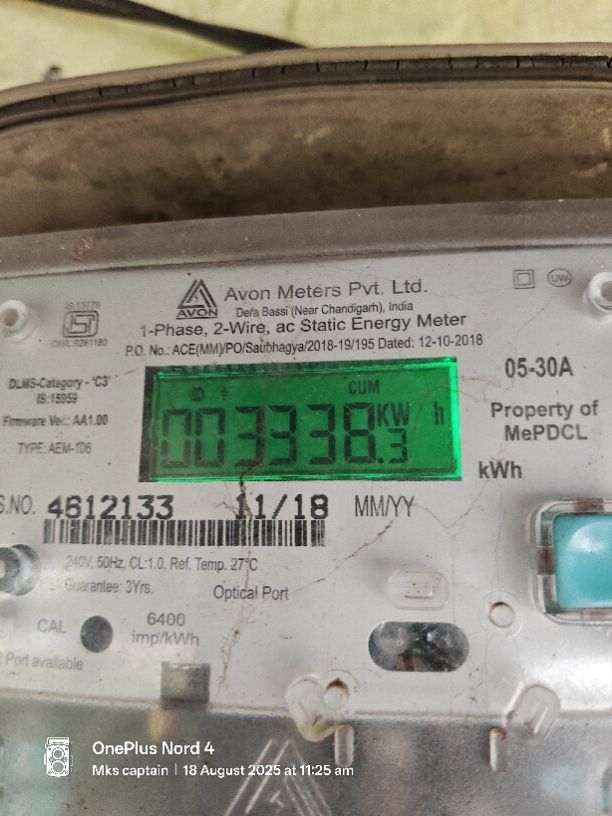 IS:13779
CM/L:9261180
AVON
Avon Meters Pvt. Ltd.
Dera Bassi (Near Chandigarh), India
1-Phase, 2-Wire, ac Static Energy Meter
P.O. No.: ACE(MM)/PO/Saubhagya/2018-19/195 Dated: 12-10-2018
UW
DLMS-Category - 'C3'
IS:15959
Firmware Ver.: AA1.00
TYPE: AEM-106
CUM
003338.3 KW h
05-30A
Property of
MePDCL
kWh
S.NO. 4612133 11/18 MM/YY
240V, 50Hz, CL:1.0, Ref. Temp. 27°C
Guarantee: 3Yrs.
Optical Port
CAL
6400
imp/kWh
Port available
OnePlus Nord 4
Mks captain | 18 August 2025 at 11:25 am